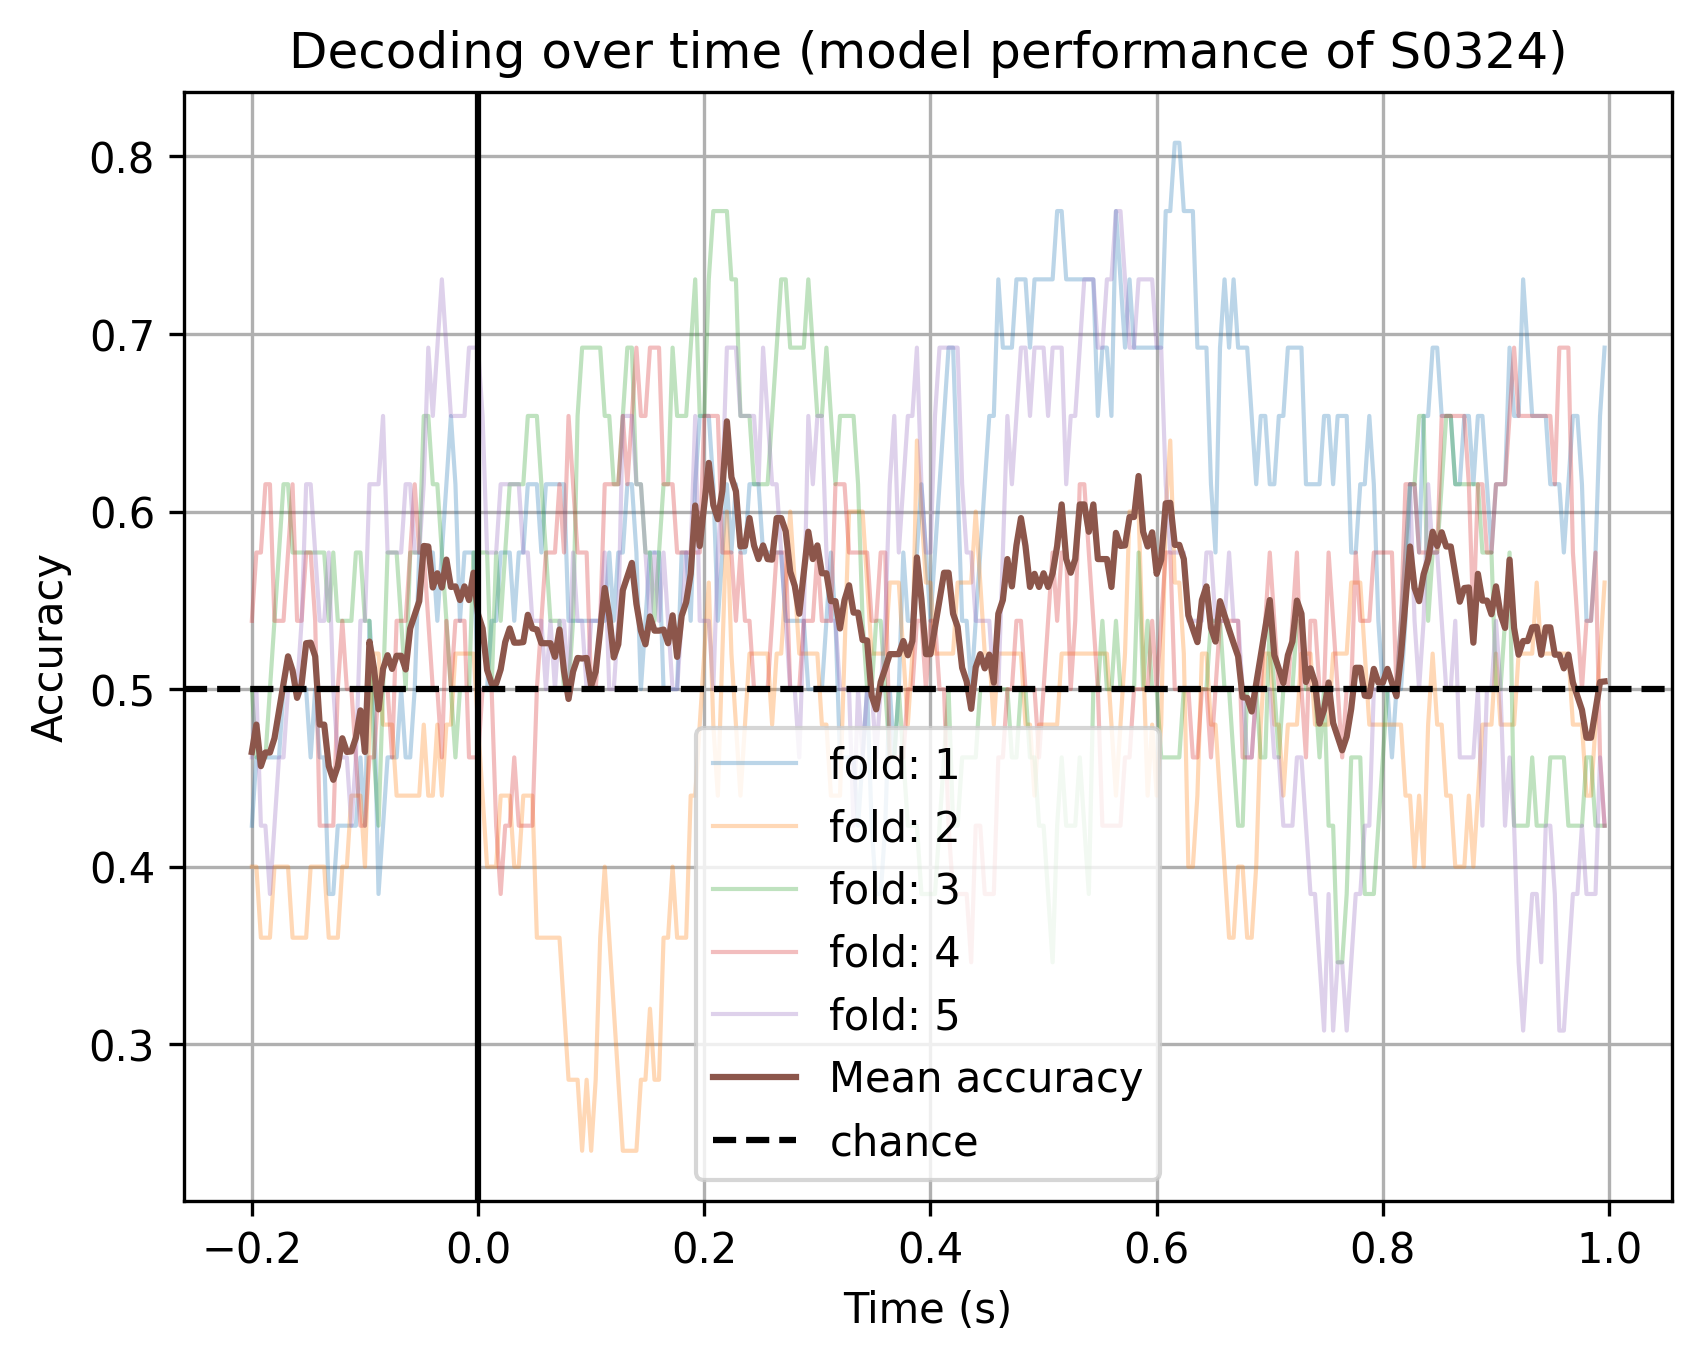 Decoding over time (model performance of S0324)
Accuracy
0.8
0.7
0.6
0.5
0.4
0.3
fold: 1
fold: 2
fold: 3
fold: 4
fold: 5
Mean accuracy
chance
−0.2 0.0 0.2 0.4 0.6 0.8 1.0
Time (s)